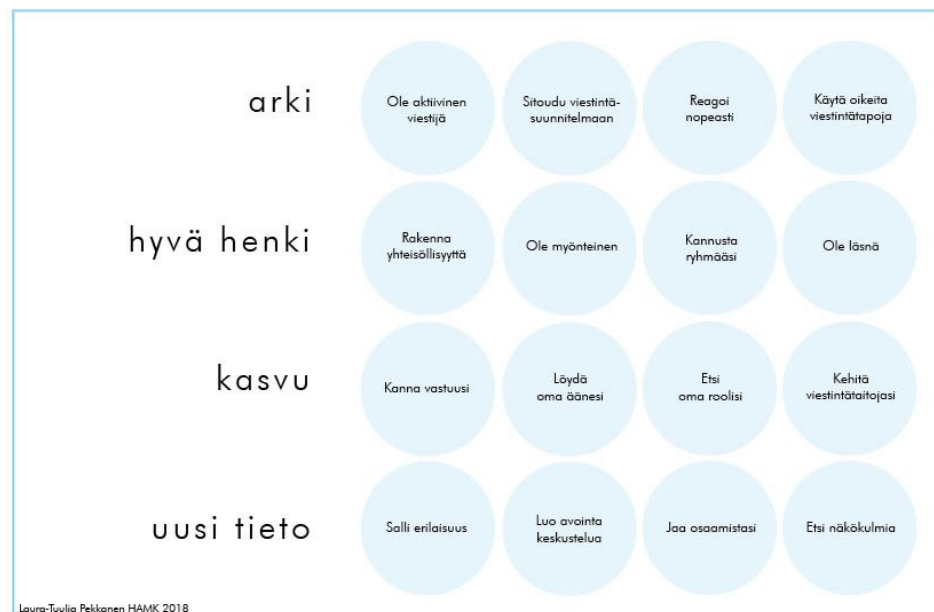 arki
Ole aktiivinen
viestijä
Sitoudu viestintä-
suunnitelmaan
Reagoi
nopeasti
Käytä oikeita
viestintätapoja
hyvä henki
Rakenna
yhteisöllisyyttä
Ole myönteinen
Kannusta
ryhmääsi
Ole läsnä
kasvu
Kanna vastuusi
Löydä
oma äänesi
Etsi
oma roolisi
Kehitä
viestintätaitojasi
uusi tieto
Salli erilaisuus
Luo avointa
keskustelua
Jaa osaamistasi
Etsi näkökulmia
Laura-Tuulia Pekkanen HAMK 2018